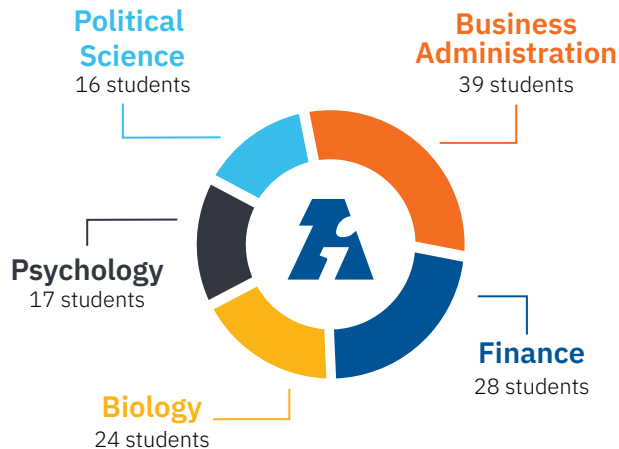 Political
Science
16 students
Business
Administration
39 students
Psychology
17 students
Finance
28 students
Biology
24 students